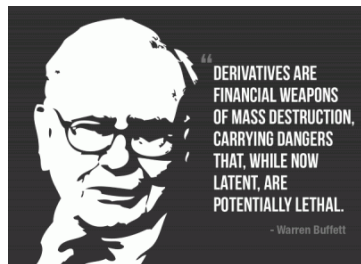 “
DERIVATIVES ARE
FINANCIAL WEAPONS
OF MASS DESTRUCTION,
CARRYING DANGERS
THAT, WHILE NOW
LATENT, ARE
POTENTIALLY LETHAL.
- Warren Buffett